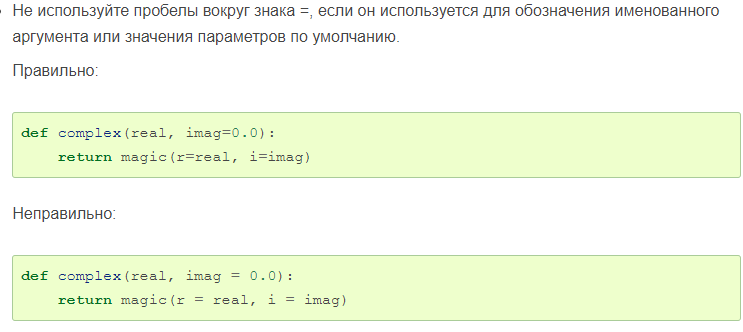 Не используйте пробелы вокруг знака =, если он используется для обозначения именованного
аргумента или значения параметров по умолчанию.
Правильно:
def complex(real, imag=0.0):
    return magic(r=real, i=imag)
Неправильно:
def complex(real, imag = 0.0):
    return magic(r = real, i = imag)